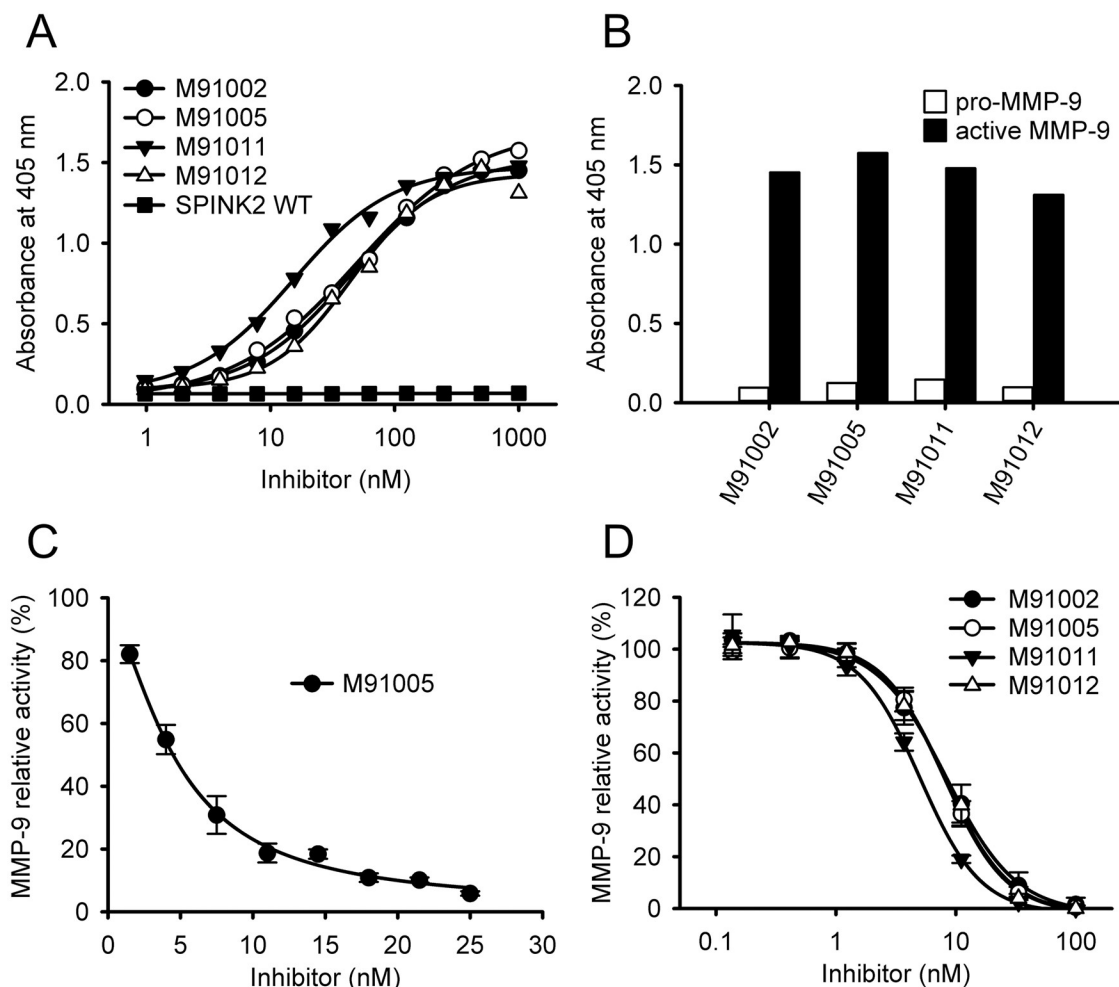 A
Absorbance at 405 nm
2.0
1.5
1.0
0.5
0.0
M91002
M91005
M91011
M91012
SPINK2 WT
1
10
100
1000
Inhibitor (nM)
B
Absorbance at 405 nm
2.0
1.5
1.0
0.5
0.0
pro-MMP-9
active MMP-9
M91002
M91005
M91011
M91012
C
MMP-9 relative activity (%)
100
80
60
40
20
0
M91005
0
5
10
15
20
25
30
Inhibitor (nM)
D
MMP-9 relative activity (%)
120
100
80
60
40
20
0
M91002
M91005
M91011
M91012
0.1
1
10
100
Inhibitor (nM)